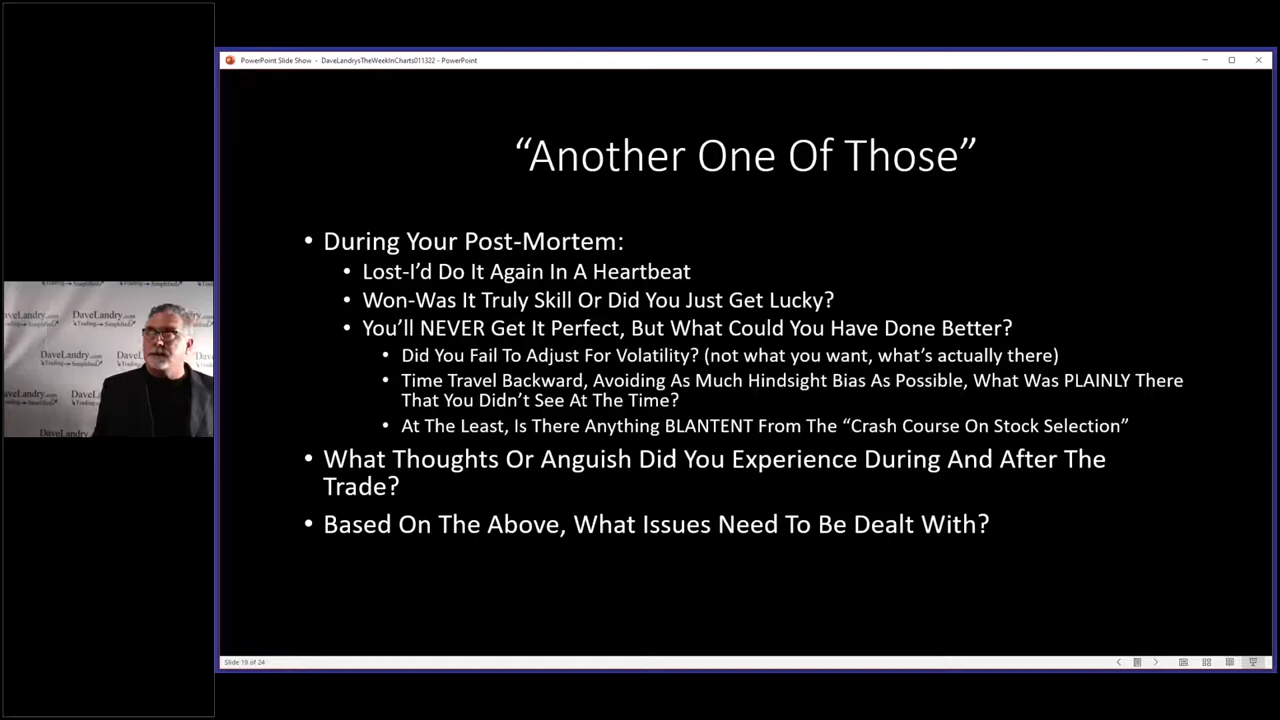 PowerPoint Slide Show - DaveLandrysTheWeekInCharts011322 - PowerPoint
“Another One Of Those”
• During Your Post-Mortem:
• Lost-I’d Do It Again In A Heartbeat
• Won-Was It Truly Skill Or Did You Just Get Lucky?
• You’ll NEVER Get It Perfect, But What Could You Have Done Better?
• Did You Fail To Adjust For Volatility? (not what you want, what’s actually there)
• Time Travel Backward, Avoiding As Much Hindsight Bias As Possible, What Was PLAINLY There
That You Didn’t See At The Time?
• At The Least, Is There Anything BLANTENT From The “Crash Course On Stock Selection”
• What Thoughts Or Anguish Did You Experience During And After The
Trade?
• Based On The Above, What Issues Need To Be Dealt With?
DaveLandry.com
Trading Simplified
DaveLandry.com
Slide 19 of 24